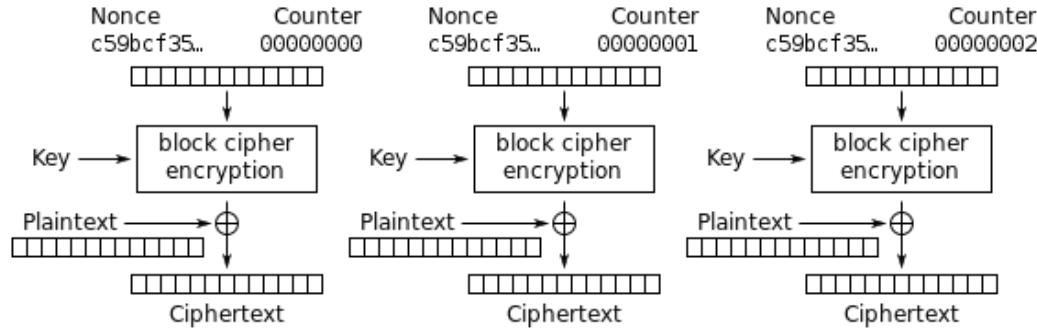 Nonce Counter Nonce Counter Nonce Counter
c59bcf35… 00000000 c59bcf35… 00000001 c59bcf35… 00000002
block cipher block cipher block cipher
Key encryption Key encryption Key encryption
Plaintext Plaintext Plaintext
Ciphertext Ciphertext Ciphertext